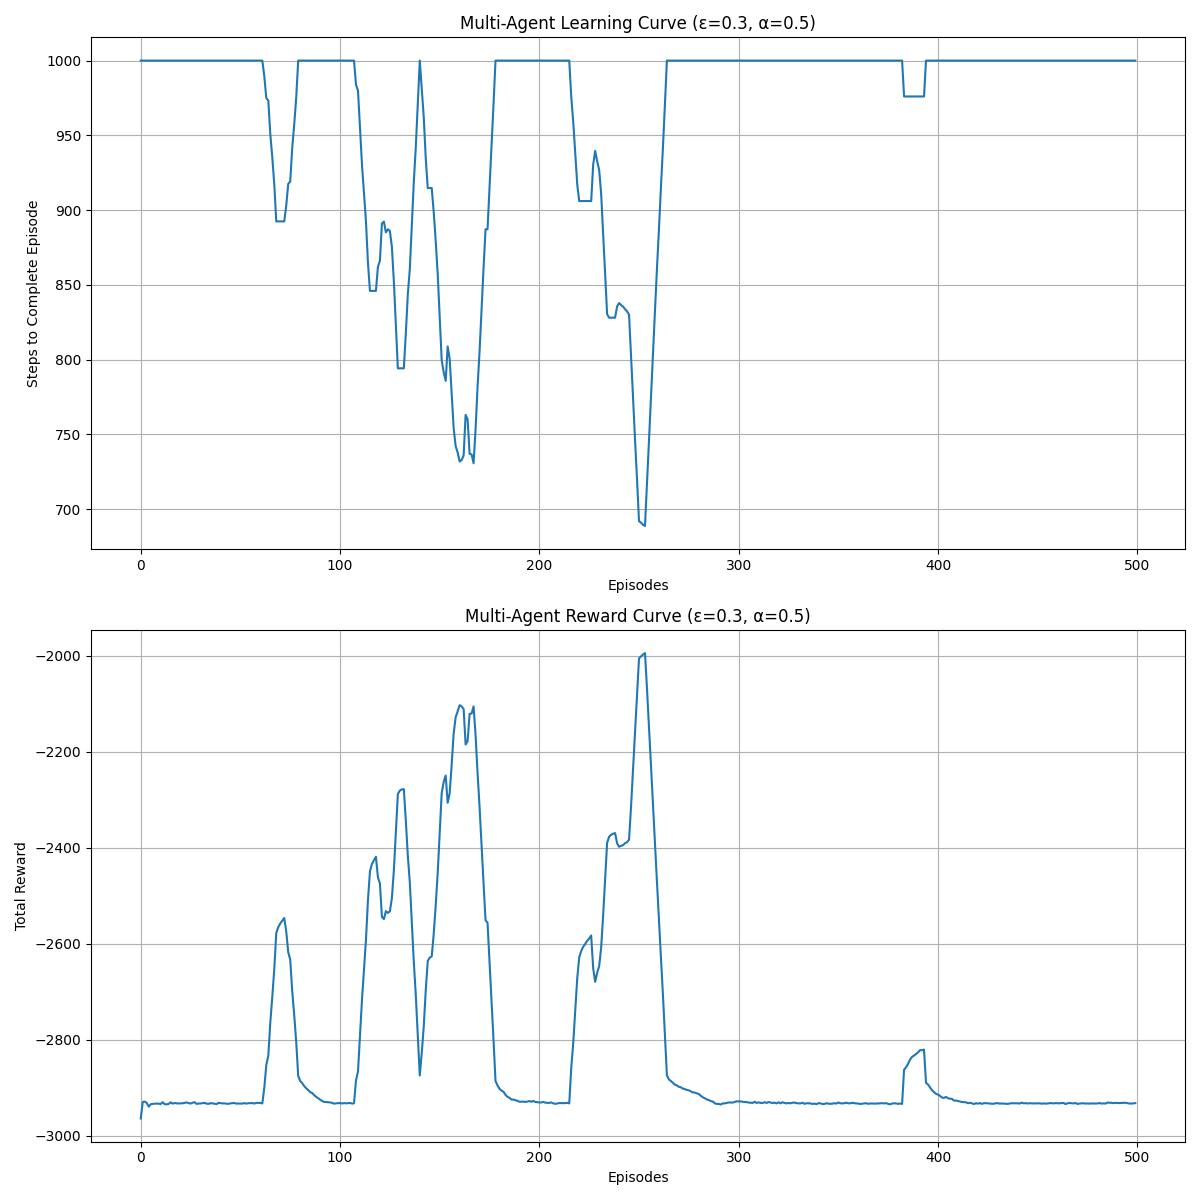 Multi-Agent Learning Curve (ε=0.3, α=0.5)
1000
950
900
850
800
750
700
Steps to Complete Episode
0 100 200 300 400 500
Episodes
Multi-Agent Reward Curve (ε=0.3, α=0.5)
−2000
−2200
−2400
−2600
−2800
−3000
Total Reward
0 100 200 300 400 500
Episodes